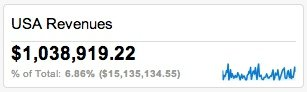 USA Revenues
$1,038,919.22
% of Total: 6.86% ($15,135,134.55)